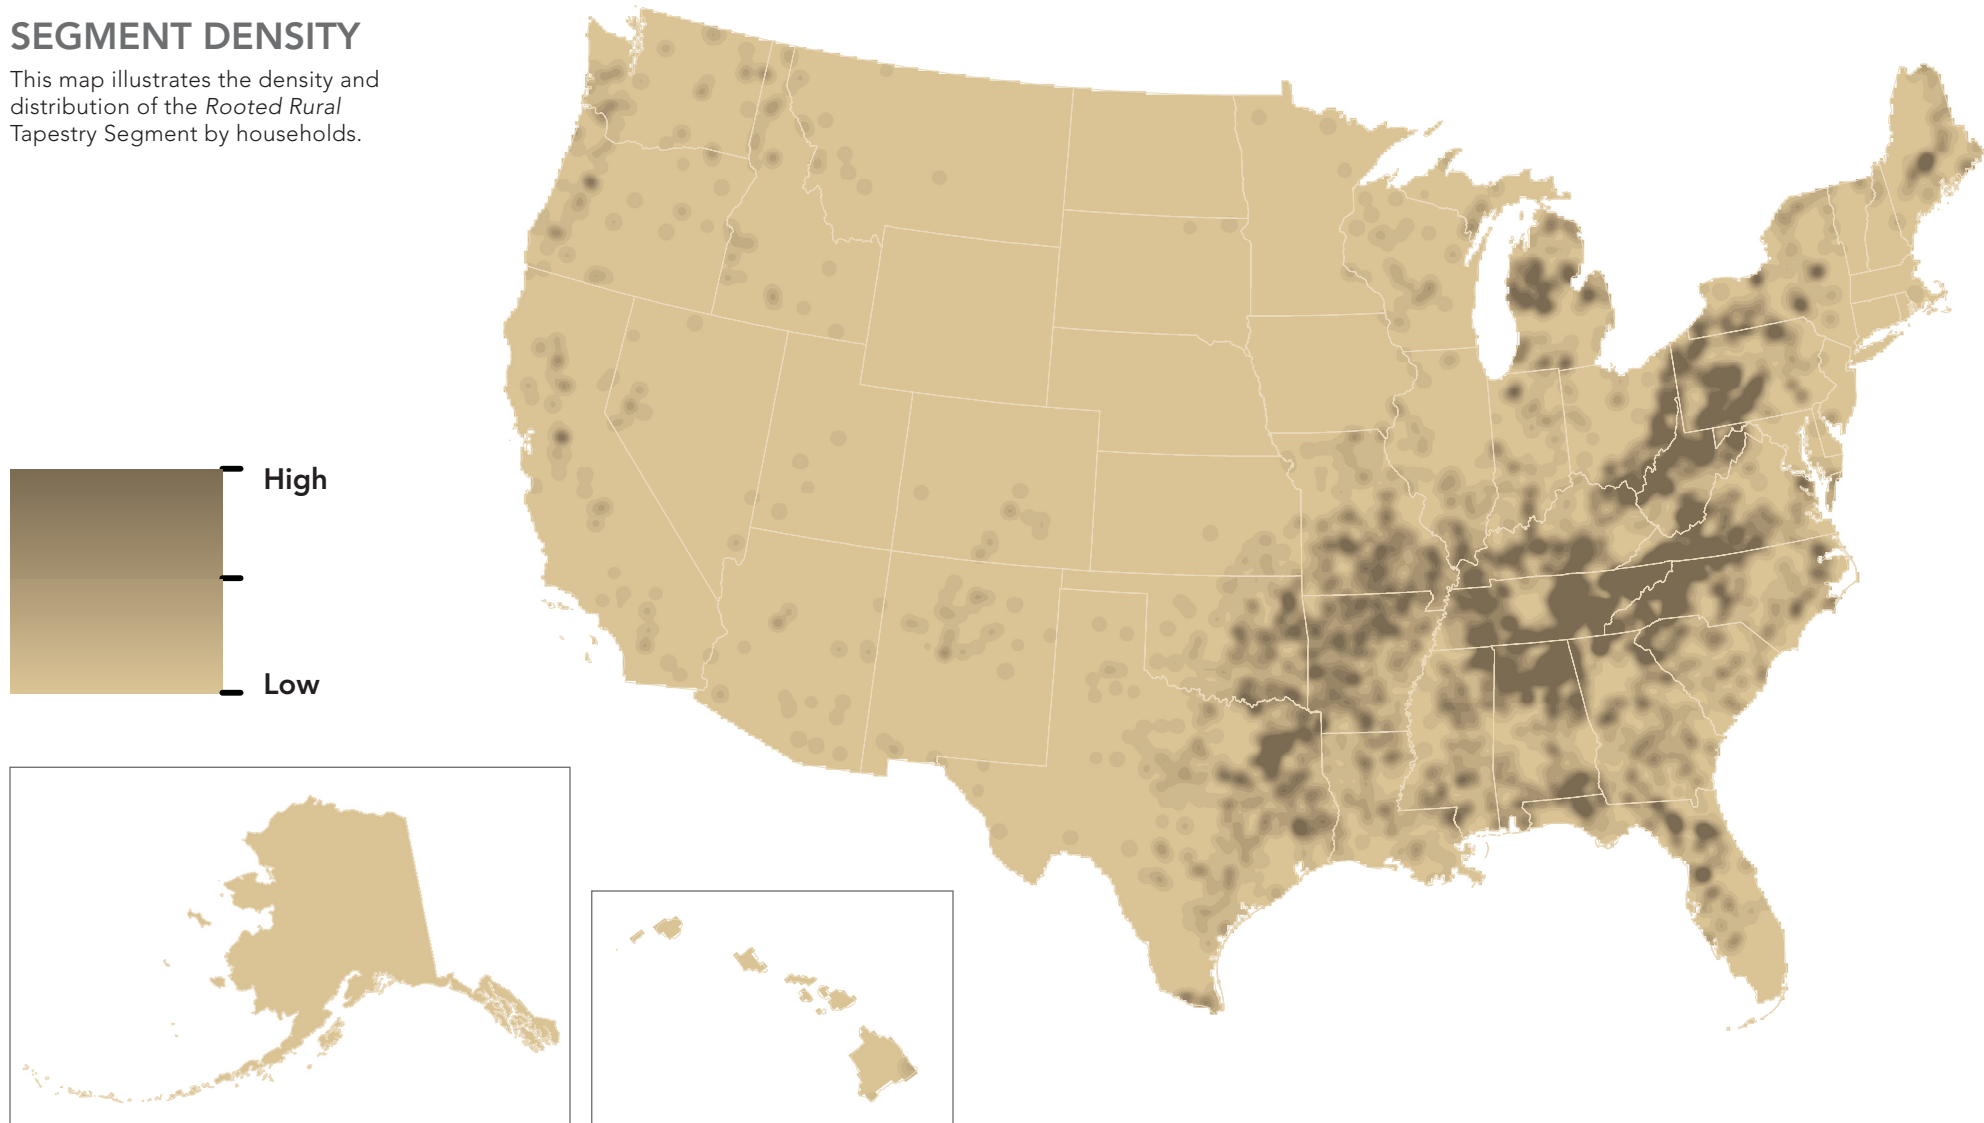 SEGMENT DENSITY
This map illustrates the density and
distribution of the Rooted Rural
Tapestry Segment by households.
High
Low